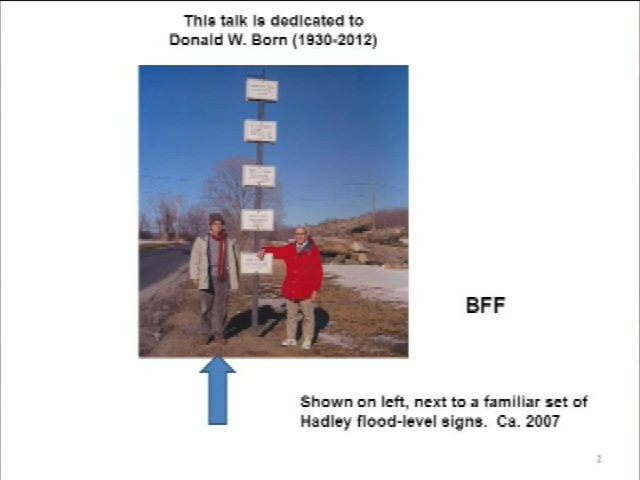 This talk is dedicated to
Donald W. Born (1930-2012)
BFF
Shown on left, next to a familiar set of
Hadley flood-level signs. Ca. 2007
2